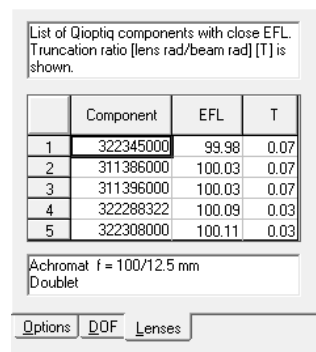 List of Qioptiq components with close EFL.
Truncation ratio [lens rad/beam rad] [T] is
shown.
Component EFL T
1 322345000 99.98 0.07
2 311386000 100.03 0.07
3 311396000 100.03 0.07
4 322288322 100.09 0.03
5 322308000 100.11 0.03
Achromat f = 100/12.5 mm
Doublet
Options DOF Lenses